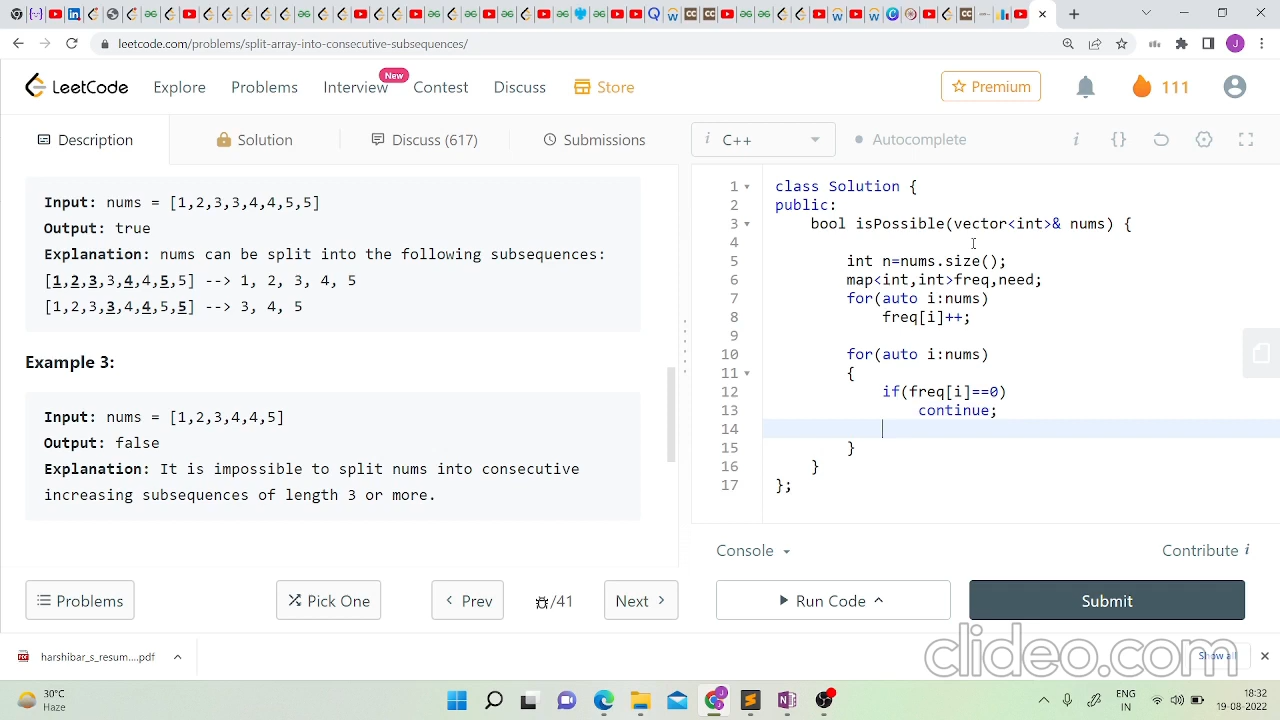 leetcode.com/problems/split-array-into-consecutive-subsequences/
LeetCode
Explore
Problems
Interview
New
Contest
Discuss
Store
Premium
111
Description
Solution
Discuss (617)
Submissions
i C++
Autocomplete
i
{}
Input: nums = [1,2,3,3,4,4,5,5]
Output: true
Explanation: nums can be split into the following subsequences:
[1,2,3,3,4,4,5,5] --> 1, 2, 3, 4, 5
[1,2,3,3,4,4,5,5] --> 3, 4, 5
Example 3:
Input: nums = [1,2,3,4,4,5]
Output: false
Explanation: It is impossible to split nums into consecutive
increasing subsequences of length 3 or more.
1 class Solution {
2 public:
3 bool isPossible(vector<int>& nums) {
4
5 int n=nums.size();
6 map<int,int>freq,need;
7 for(auto i:nums)
8 freq[i]++;
9
10 for(auto i:nums)
11 {
12 if(freq[i]==0)
13 continue;
14
15 }
16 }
17 };
Console
Contribute i
Problems
Pick One
< Prev
/41
Next >
Run Code
Submit
harshibar_s_resum....pdf
Show all
clideo.com
30°C
Haze
ENG
IN
18:32
19-08-2022